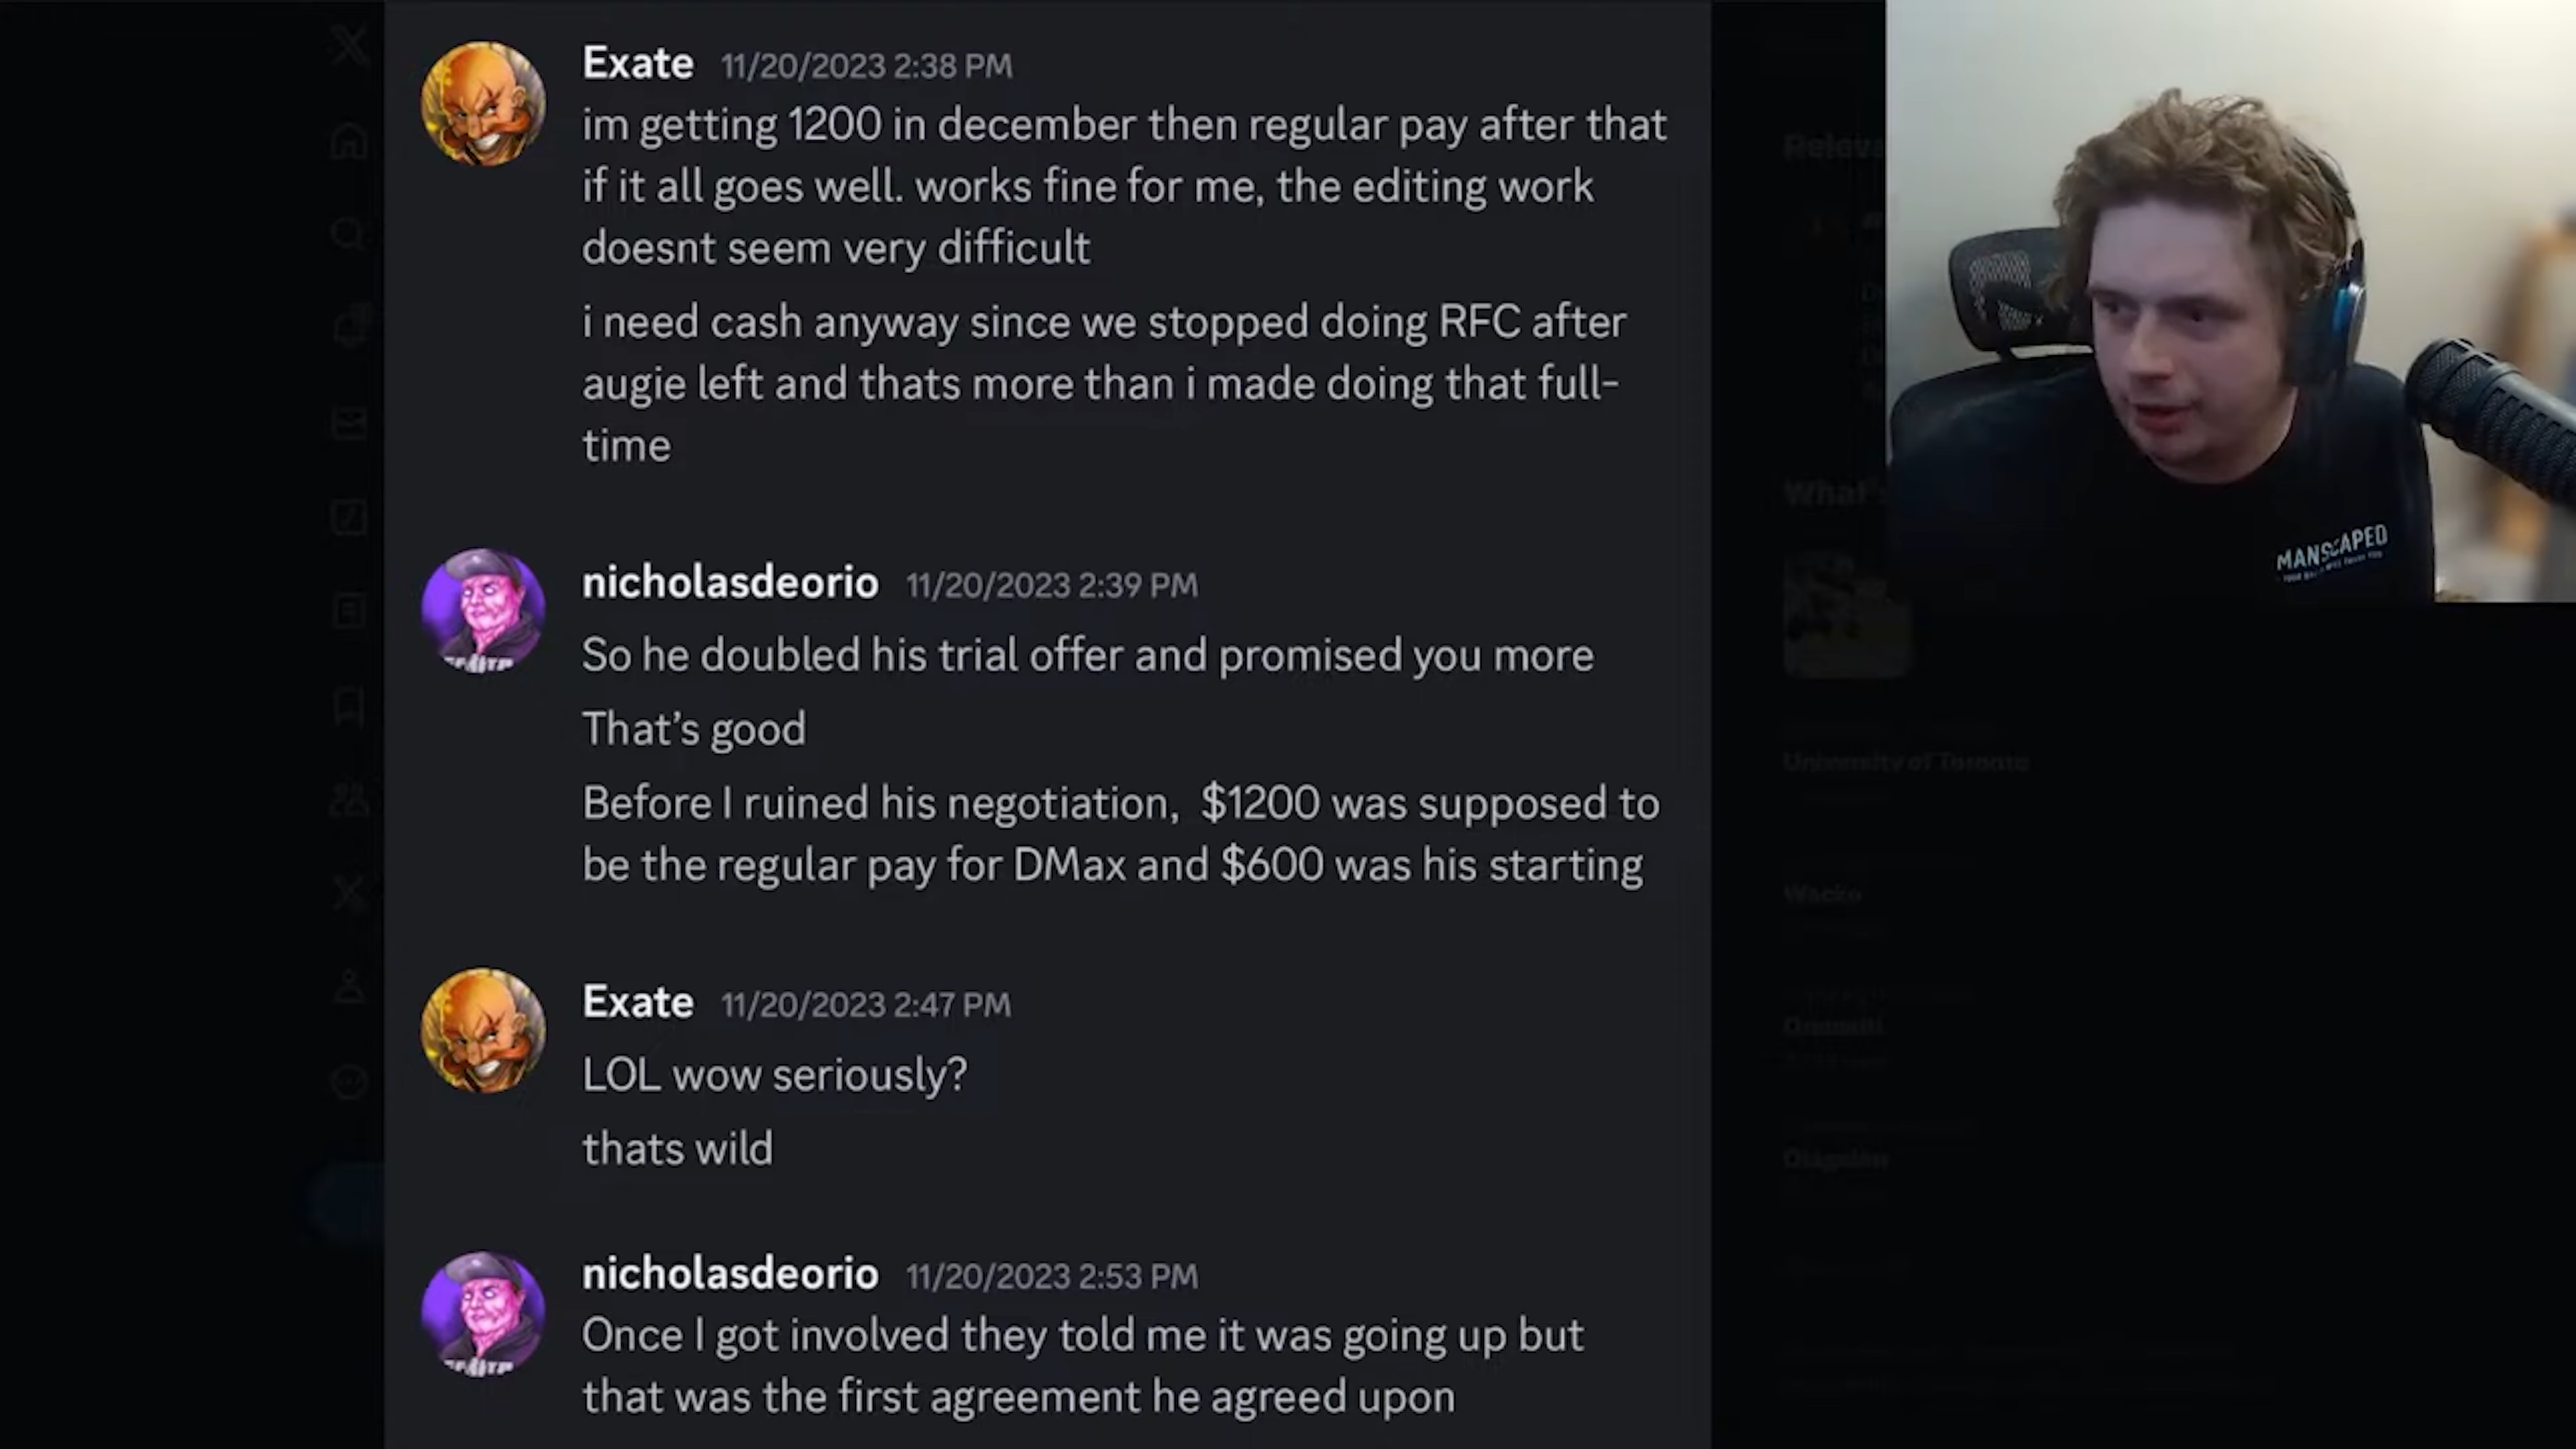 Exate 11/20/2023 2:38 PM
im getting 1200 in december then regular pay after that
if it all goes well. works fine for me, the editing work
doesnt seem very difficult
i need cash anyway since we stopped doing RFC after
augie left and thats more than i made doing that full-
time
nicholasdeorio 11/20/2023 2:39 PM
So he doubled his trial offer and promised you more
That's good
Before I ruined his negotiation,  $1200 was supposed to
be the regular pay for DMax and $600 was his starting
Exate 11/20/2023 2:47 PM
LOL wow seriously?
thats wild
nicholasdeorio 11/20/2023 2:53 PM
Once I got involved they told me it was going up but
that was the first agreement he agreed upon
MANSCAPED
What's
University of Toronto
Wacko